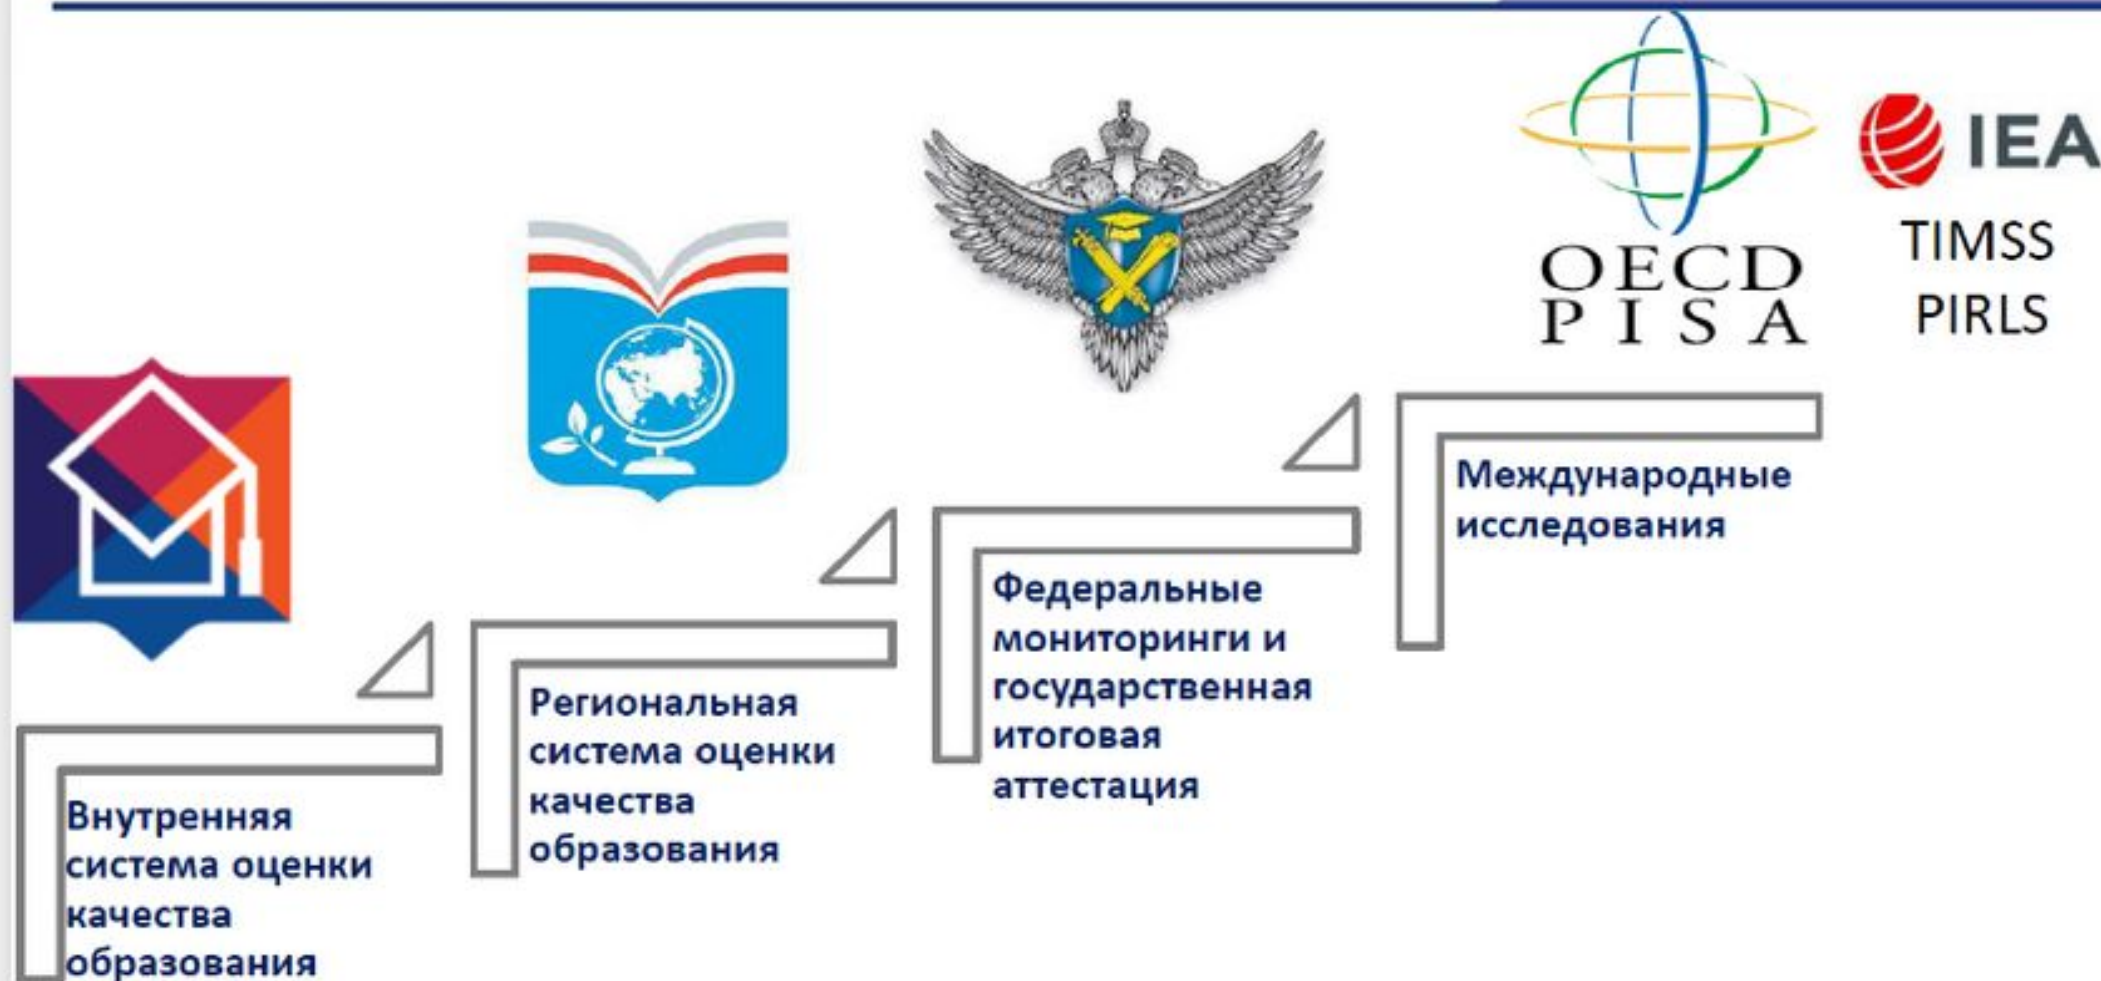 OECD
PISA
IEA
TIMSS
PIRLS
Международные
исследования
Федеральные
мониторинги и
государственная
итоговая
аттестация
Региональная
система оценки
качества
образования
Внутренняя
система оценки
качества
образования